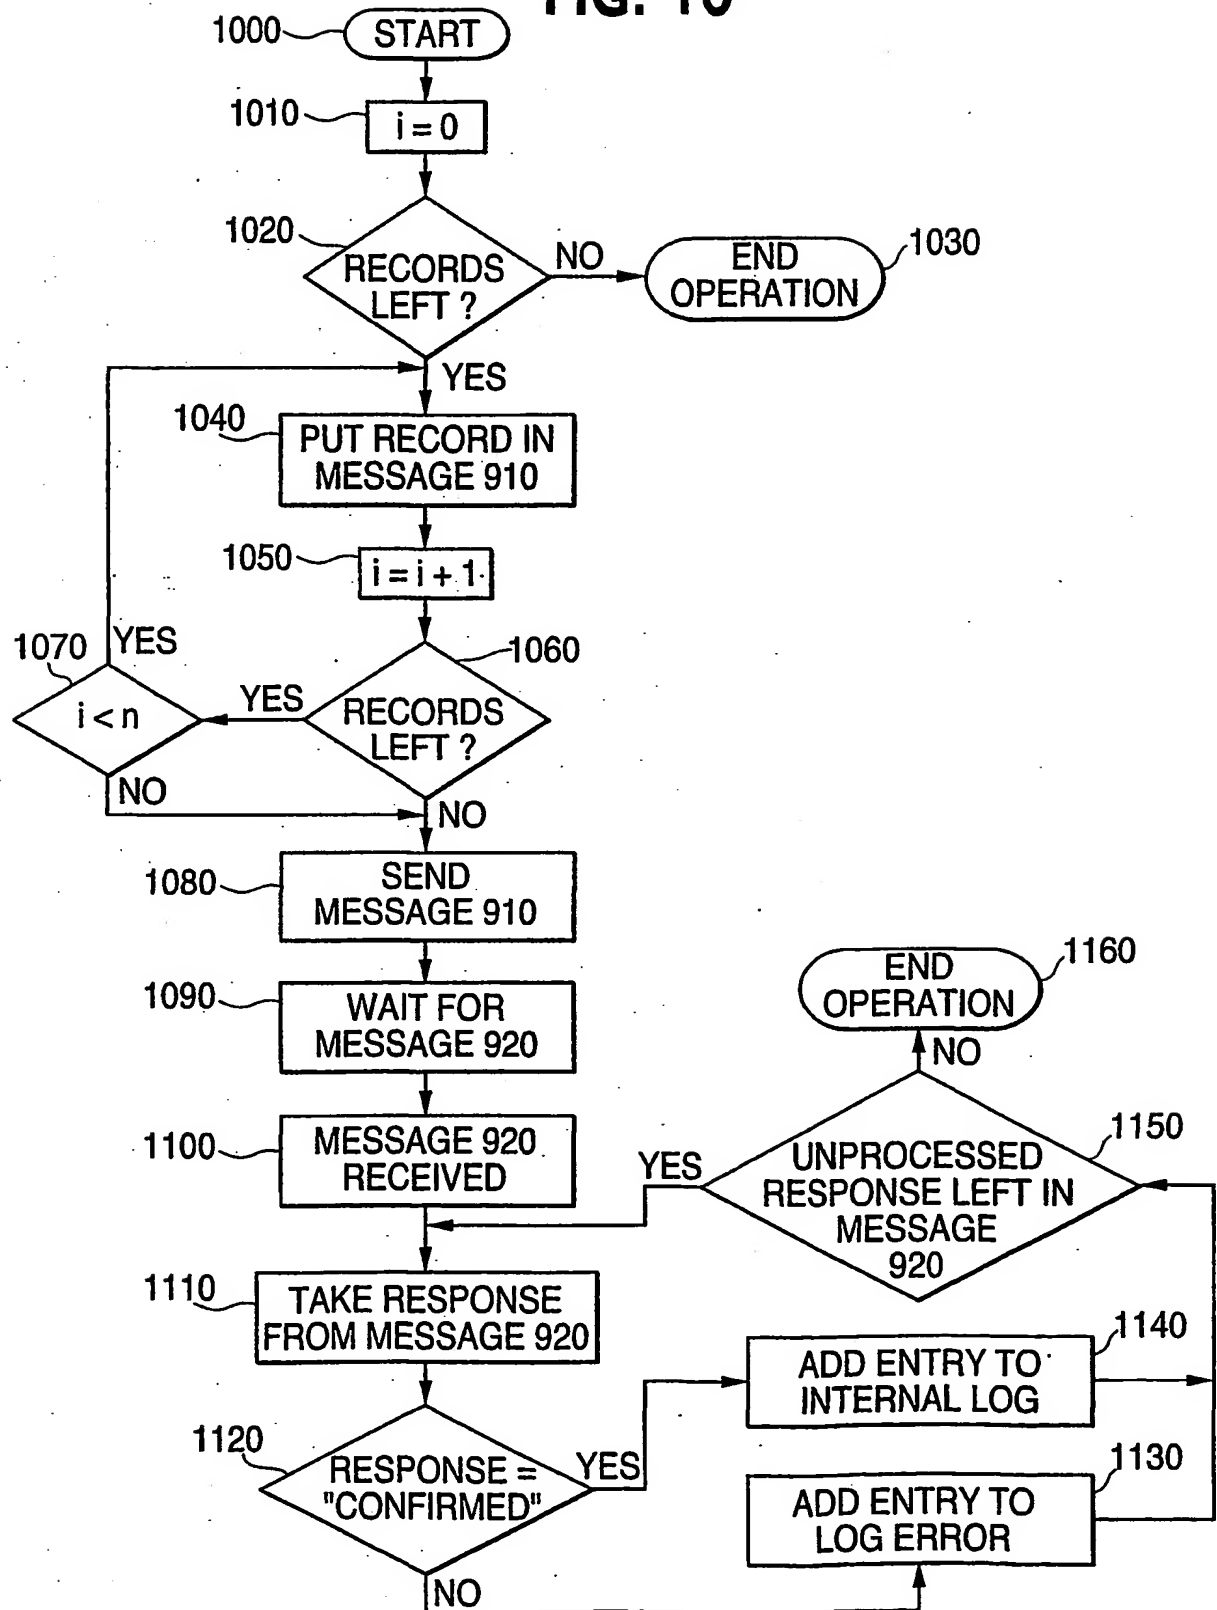 FIG. 10
1000
START
1010
i = 0
1020
RECORDS
LEFT ?
NO
END
OPERATION
1030
YES
1040
PUT RECORD IN
MESSAGE 910
1050
i = i + 1
1060
RECORDS
LEFT ?
YES
1070
i < n
YES
NO
NO
1080
SEND
MESSAGE 910
1090
WAIT FOR
MESSAGE 920
1100
MESSAGE 920
RECEIVED
1110
TAKE RESPONSE
FROM MESSAGE 920
1120
RESPONSE =
"CONFIRMED"
YES
NO
1130
ADD ENTRY TO
LOG ERROR
1140
ADD ENTRY TO
INTERNAL LOG
1150
UNPROCESSED
RESPONSE LEFT IN
MESSAGE
920
YES
NO
1160
END
OPERATION